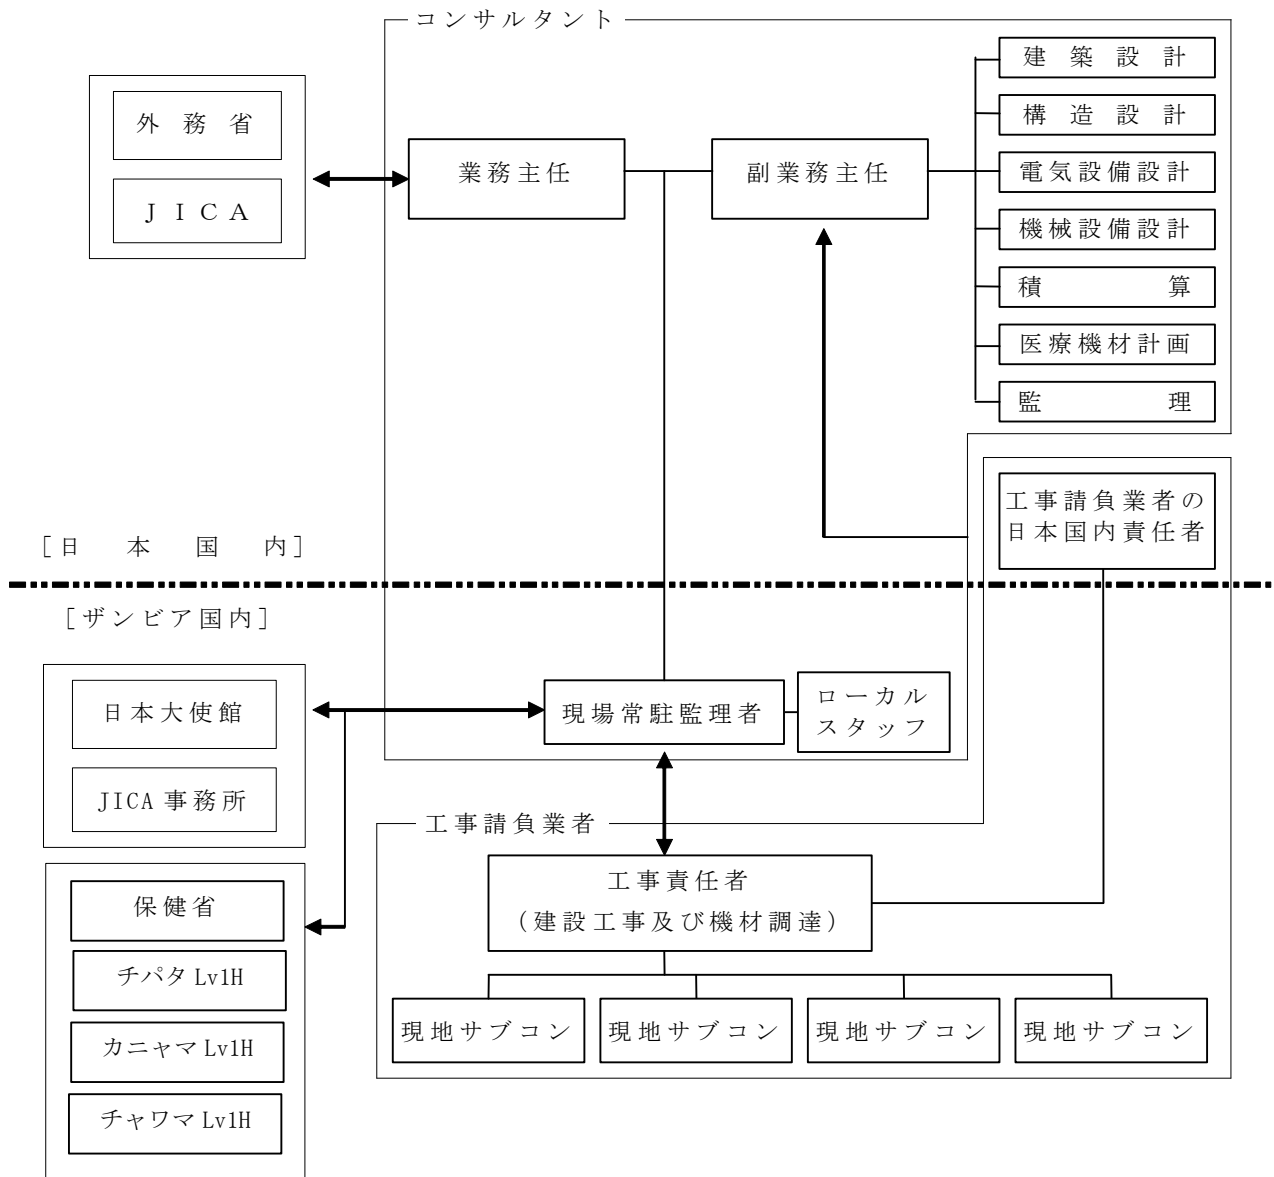 コンサルタント
外務省
JICA
業務主任
副業務主任
建築設計
構造設計
電気設備設計
機械設備設計
積算
医療機材計画
監理
工事請負業者の
日本国内責任者
[日本国内]
[ザンビア国内]
日本大使館
JICA 事務所
現場常駐監理者
ローカル
スタッフ
工事請負業者
工事責任者
(建設工事及び機材調達)
現地サブコン
現地サブコン
現地サブコン
現地サブコン
保健省
チパタ Lv1H
カニャマ Lv1H
チャワマ Lv1H